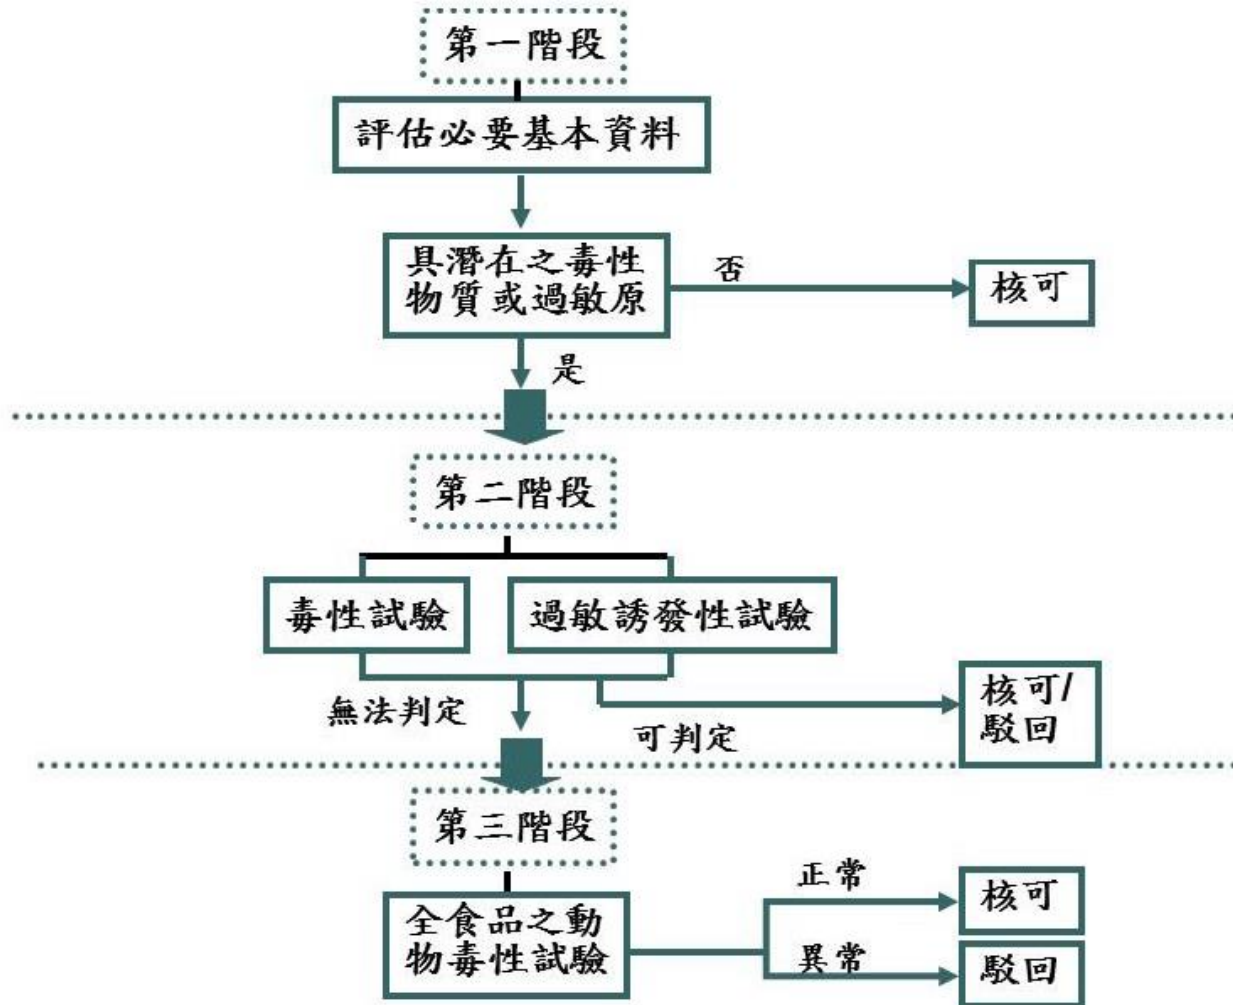 第一階段
評估必要基本資料
具潛在之毒性
物質或過敏原
否
核可
是
第二階段
毒性試驗
過敏誘發性試驗
無法判定
可判定
核可/
駁回
第三階段
全食品之動
物毒性試驗
正常
核可
異常
駁回